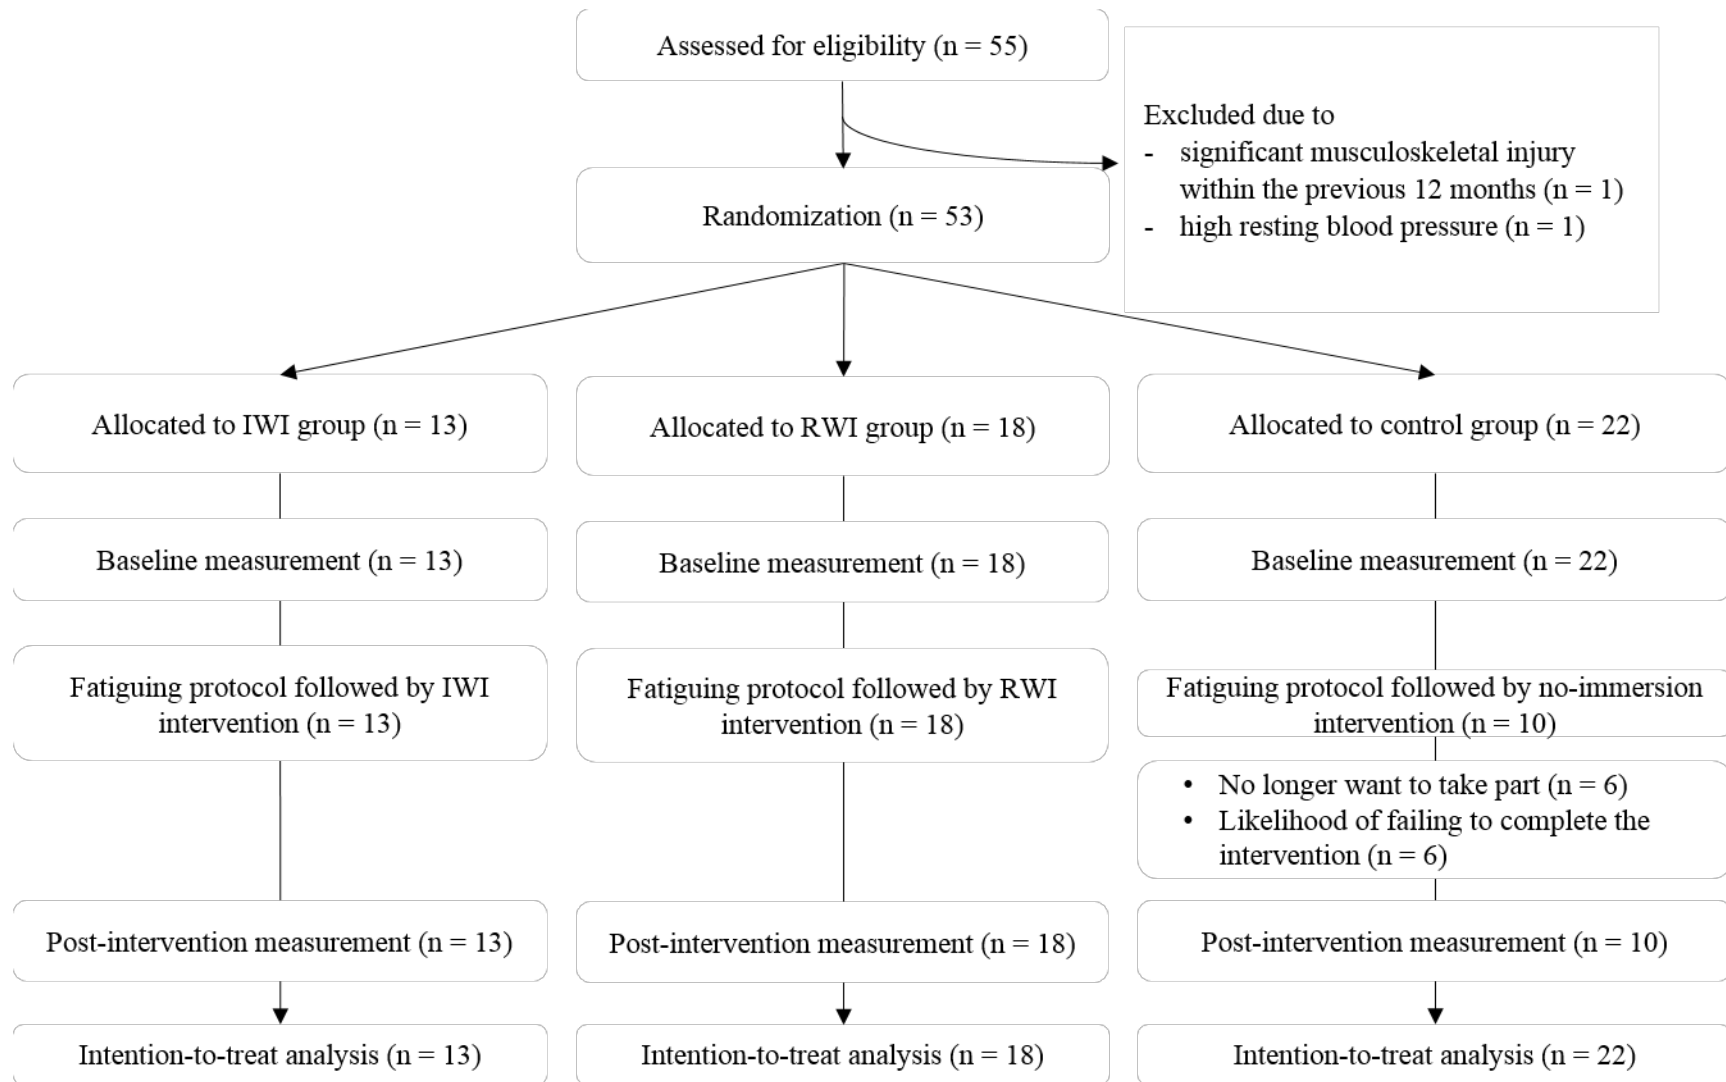 Assessed for eligibility (n = 55)
Excluded due to
- significant musculoskeletal injury
within the previous 12 months (n = 1)
- high resting blood pressure (n = 1)
Randomization (n = 53)
Allocated to IWI group (n = 13)
Allocated to RWI group (n = 18)
Allocated to control group (n = 22)
Baseline measurement (n = 13)
Baseline measurement (n = 18)
Baseline measurement (n = 22)
Fatiguing protocol followed by IWI
intervention (n = 13)
Fatiguing protocol followed by RWI
intervention (n = 18)
Fatiguing protocol followed by no-immersion
intervention (n = 10)
• No longer want to take part (n = 6)
• Likelihood of failing to complete the
intervention (n = 6)
Post-intervention measurement (n = 13)
Post-intervention measurement (n = 18)
Post-intervention measurement (n = 10)
Intention-to-treat analysis (n = 13)
Intention-to-treat analysis (n = 18)
Intention-to-treat analysis (n = 22)